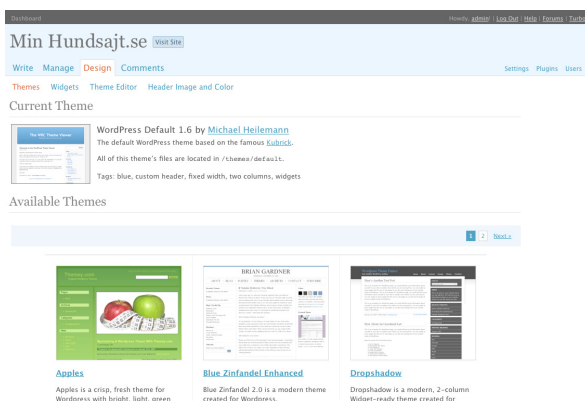 Dashboard
Howdy, admin! | Log Out | Help | Forums | Turbo
Min Hundsajt.se Visit Site
Write Manage Design Comments
Settings Plugins Users
Themes Widgets Theme Editor Header Image and Color
Current Theme
WordPress Default 1.6 by Michael Heilemann
The default WordPress theme based on the famous Kubrick.
All of this theme's files are located in /themes/default.
Tags: blue, custom header, fixed width, two columns, widgets
Available Themes
1 2 Next »
BRIAN GARDNER
Apples
Blue Zinfandel Enhanced
Dropshadow
Apples is a crisp, fresh theme for
Wordpress with bright, light, green
Blue Zinfandel 2.0 is a modern theme
created for Wordpress.
Dropshadow is a modern, 2-column
Widget-ready theme created for